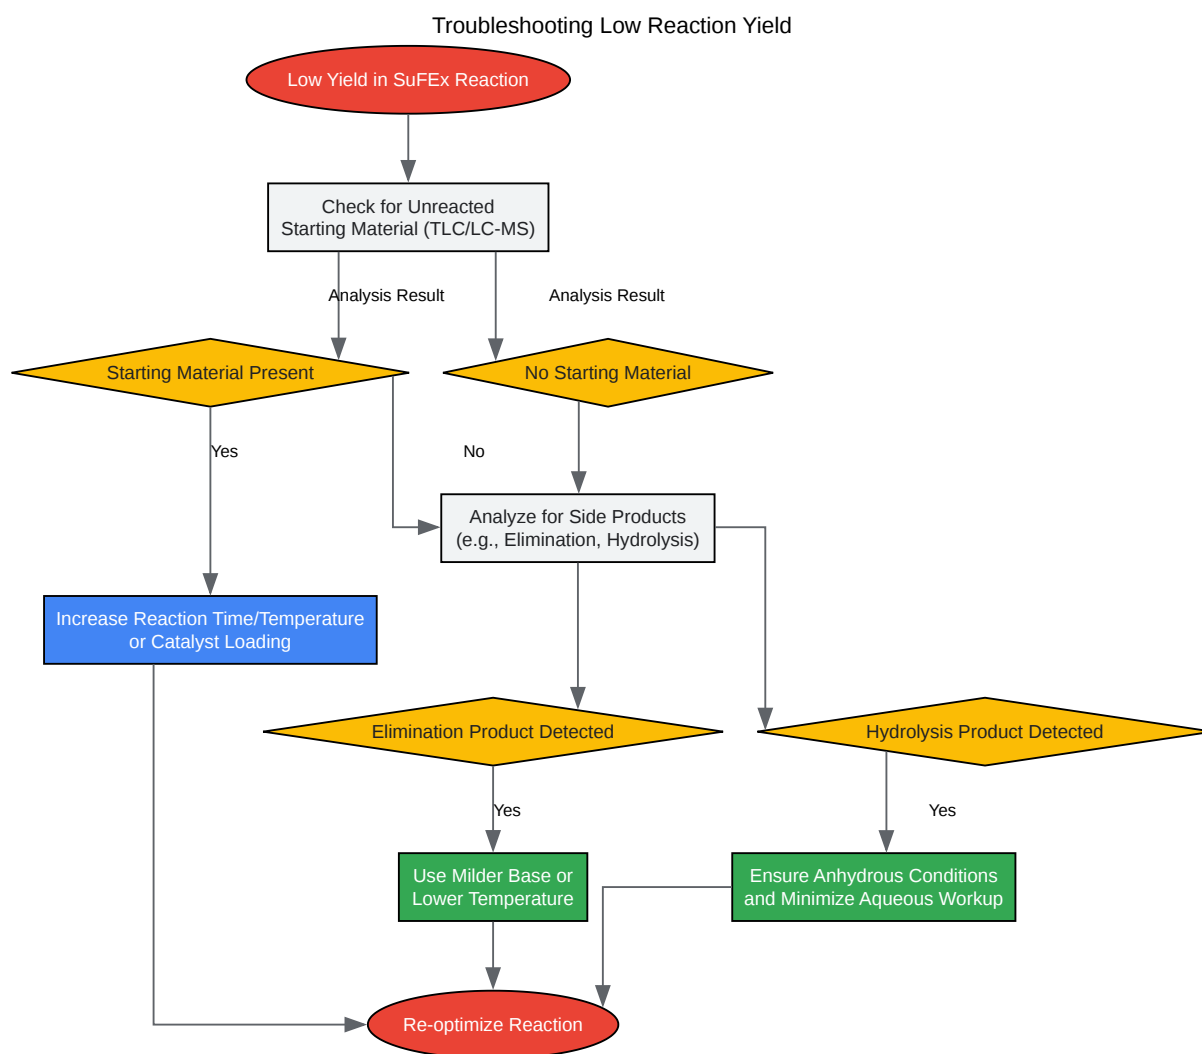 Troubleshooting Low Reaction Yield
Low Yield in SuFEx Reaction
Check for Unreacted
Starting Material (TLC/LC-MS)
Analysis Result
Analysis Result
Starting Material Present
No Starting Material
Yes
No
Analyze for Side Products
(e.g., Elimination, Hydrolysis)
Increase Reaction Time/Temperature
or Catalyst Loading
Elimination Product Detected
Hydrolysis Product Detected
Yes
Yes
Use Milder Base or
Lower Temperature
Ensure Anhydrous Conditions
and Minimize Aqueous Workup
Re-optimize Reaction